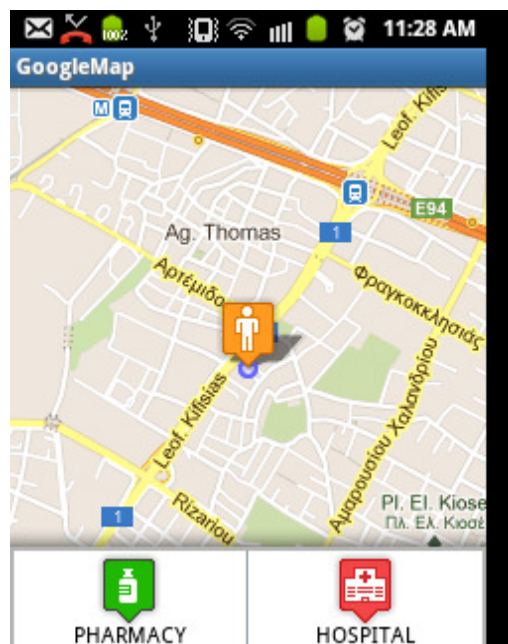 100%
11:28 AM
GoogleMap
Leof. Kifis
M
E94
1
Ag. Thomas
Αρτέμιδο
Φραγκοκκλησιάς
Leof. Kifisias
Αμαρουσίου Χαλανδρίου
Rizariou
1
Pl. El. Kiose
Πλ. Ελ. Κιοσέ
PHARMACY
HOSPITAL